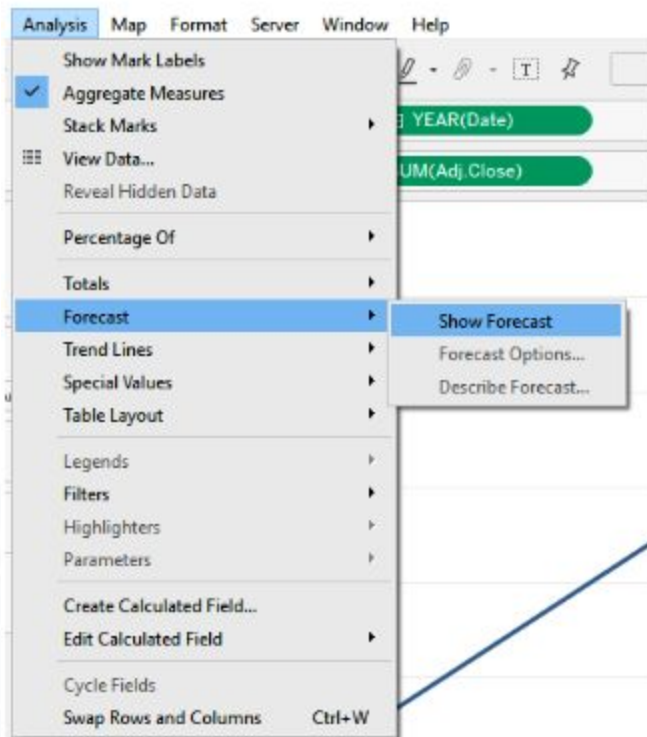 Analysis Map Format Server Window Help
Show Mark Labels
T
Aggregate Measures
YEAR(Date)
Stack Marks
View Data...
UM(Adj.Close)
Reveal Hidden Data
Percentage Of
Totals
Forecast
Show Forecast
Trend Lines
Forecast Options...
Special Values
Describe Forecast...
Table Layout
Legends
Filters
Highlighters
Parameters
Create Calculated Field...
Edit Calculated Field
Cycle Fields
Swap Rows and Columns Ctrl+W